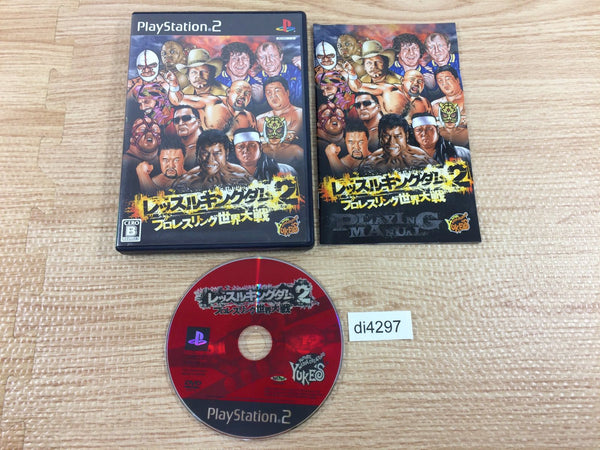 PlayStation®2
レッスルキングダム2
プロレスリング世界大戦
CERO
B
YUKE'S
レッスルキングダム2
プロレスリング世界大戦
PLAYING
MANUAL
YUKE'S
レッスルキングダム2
プロレスリング世界大戦
YUKE'S
PlayStation®2
di4297